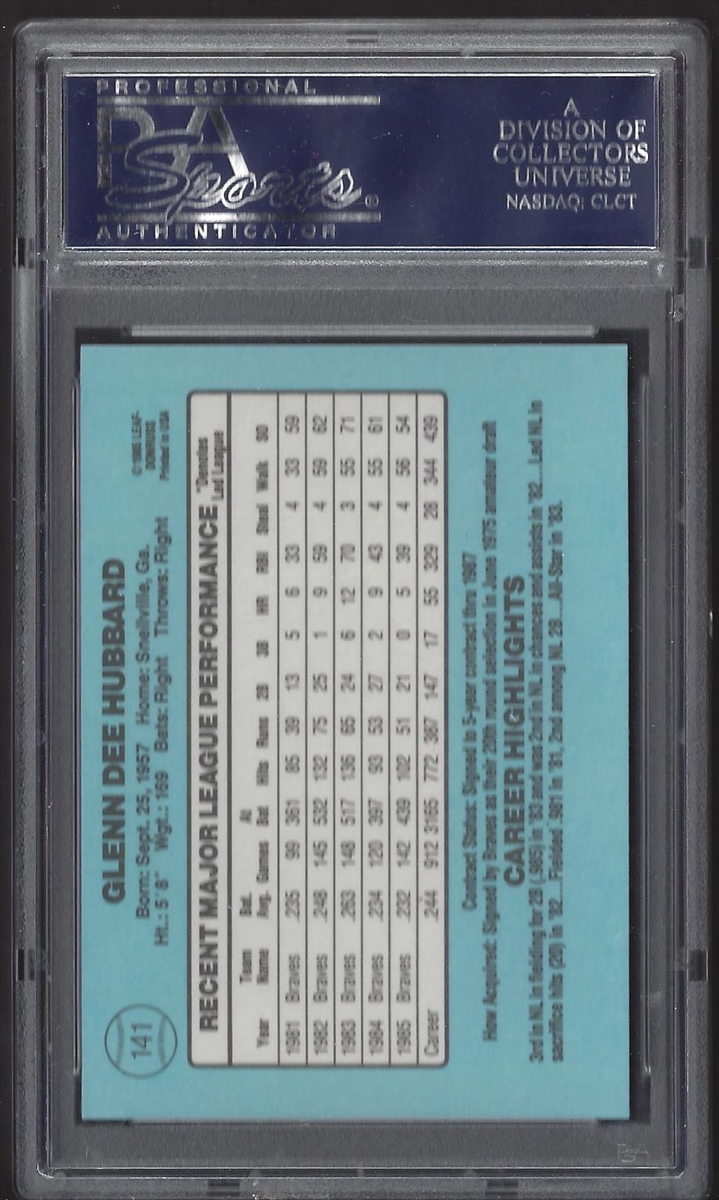 PROFESSIONAL
PSA
Sports®
AUTHENTICATOR
A
DIVISION OF
COLLECTORS
UNIVERSE
NASDAQ: CLCT
141
GLENN DEE HUBBARD
Born: Sept. 25, 1957 Home: Snellville, Ga.
Ht.: 5'8" Wgt.: 169 Bats: Right Throws: Right
© 1985 LEAF-
DONRUSS
Printed in USA
RECENT MAJOR LEAGUE PERFORMANCE *Denotes Led League
Year Team Name Bat. Avg. Games At Bat Hits Runs 2B 3B HR RBI Steal Walk SO
1981 Braves .235 99 361 85 39 13 5 6 33 4 33 59
1982 Braves .248 145 532 132 75 25 1 9 59 4 59 62
1983 Braves .263 148 517 136 65 24 6 12 70 3 55 71
1984 Braves .234 120 397 93 53 27 2 9 43 4 55 61
1985 Braves .232 142 439 102 51 21 0 5 39 4 56 54
Career .244 912 3165 772 387 147 17 55 329 28 344 439
Contract Status: Signed to 5-year contract thru 1987
How Acquired: Signed by Braves as their 20th round selection in June 1975 amateur draft
CAREER HIGHLIGHTS
3rd in NL in fielding for 2B (.985) in '83 and was 2nd in NL in chances and assists in '82....Led NL in
sacrifice hits (20) in '82....Fielded .981 in '81, 2nd among NL 2B....All-Star in '83.